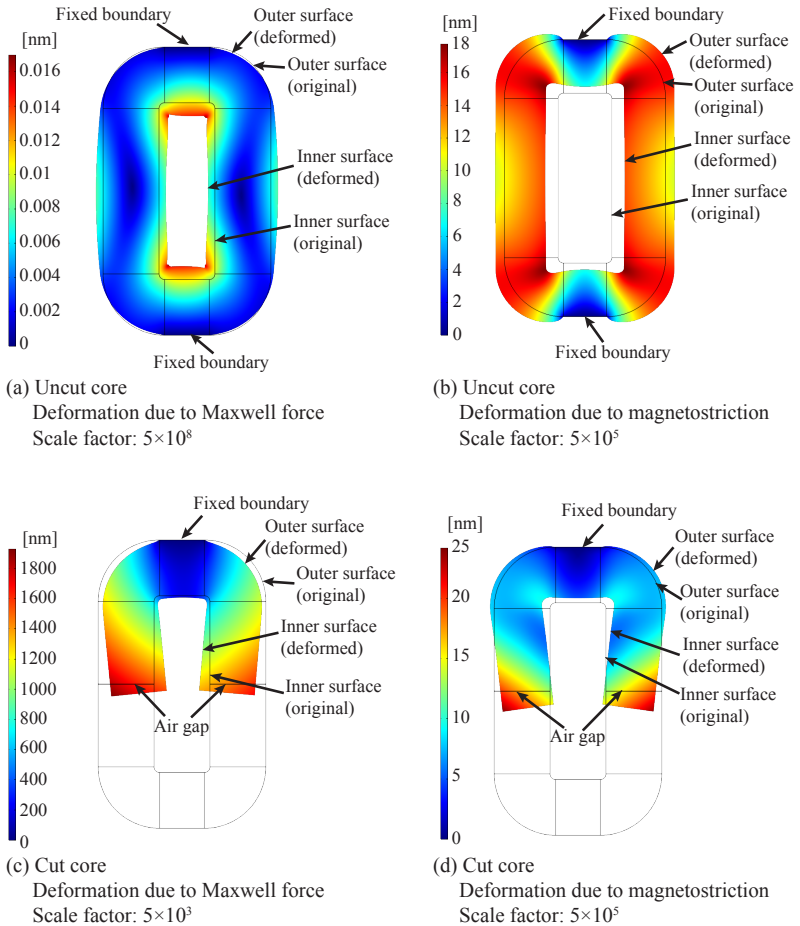 Fixed boundary
Outer surface
(deformed)
Outer surface
(original)
[nm]
0.016
0.014
0.012
0.01
0.008
0.006
0.004
0.002
0
Inner surface
(deformed)
Inner surface
(original)
Fixed boundary
(a) Uncut core
Deformation due to Maxwell force
Scale factor: 5×10⁸
Fixed boundary
Outer surface
(deformed)
Outer surface
(original)
[nm]
18
16
14
12
10
8
6
4
2
0
Inner surface
(deformed)
Inner surface
(original)
Fixed boundary
(b) Uncut core
Deformation due to magnetostriction
Scale factor: 5×10⁵
Fixed boundary
Outer surface
(deformed)
Outer surface
(original)
[nm]
1800
1600
1400
1200
1000
800
600
400
200
0
Inner surface
(deformed)
Inner surface
(original)
Air gap
(c) Cut core
Deformation due to Maxwell force
Scale factor: 5×10³
Fixed boundary
Outer surface
(deformed)
Outer surface
(original)
[nm]
25
20
15
10
5
0
Inner surface
(deformed)
Inner surface
(original)
Air gap
(d) Cut core
Deformation due to magnetostriction
Scale factor: 5×10⁵